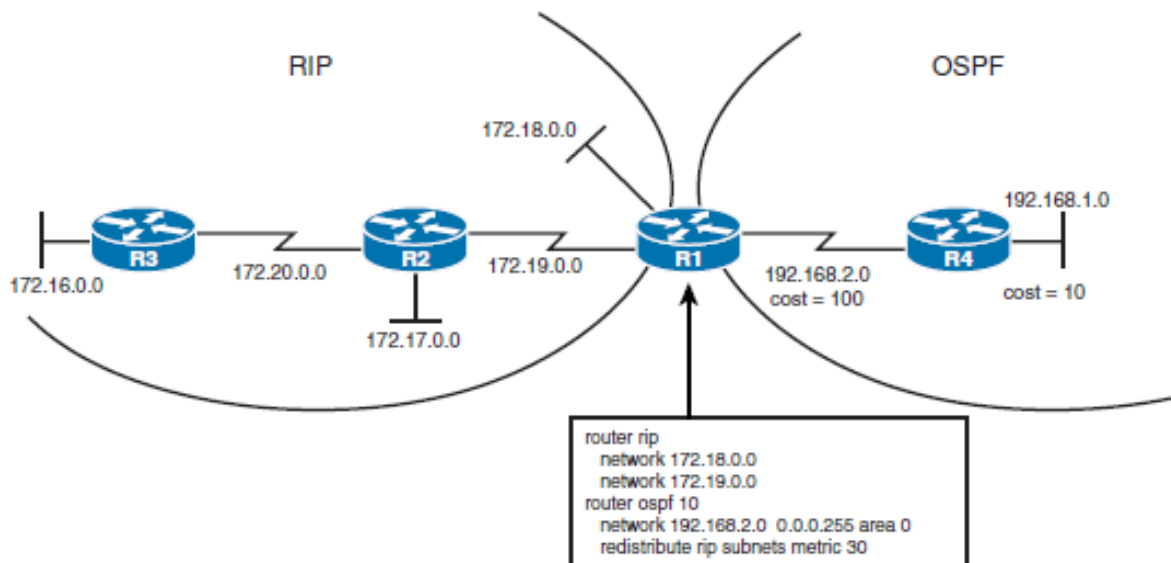 RIP
OSPF
172.18.0.0
192.168.1.0
R3
R2
R1
R4
172.16.0.0
172.20.0.0
172.19.0.0
192.168.2.0
cost = 100
cost = 10
172.17.0.0
router rip
network 172.18.0.0
network 172.19.0.0
router ospf 10
network 192.168.2.0 0.0.0.255 area 0
redistribute rip subnets metric 30